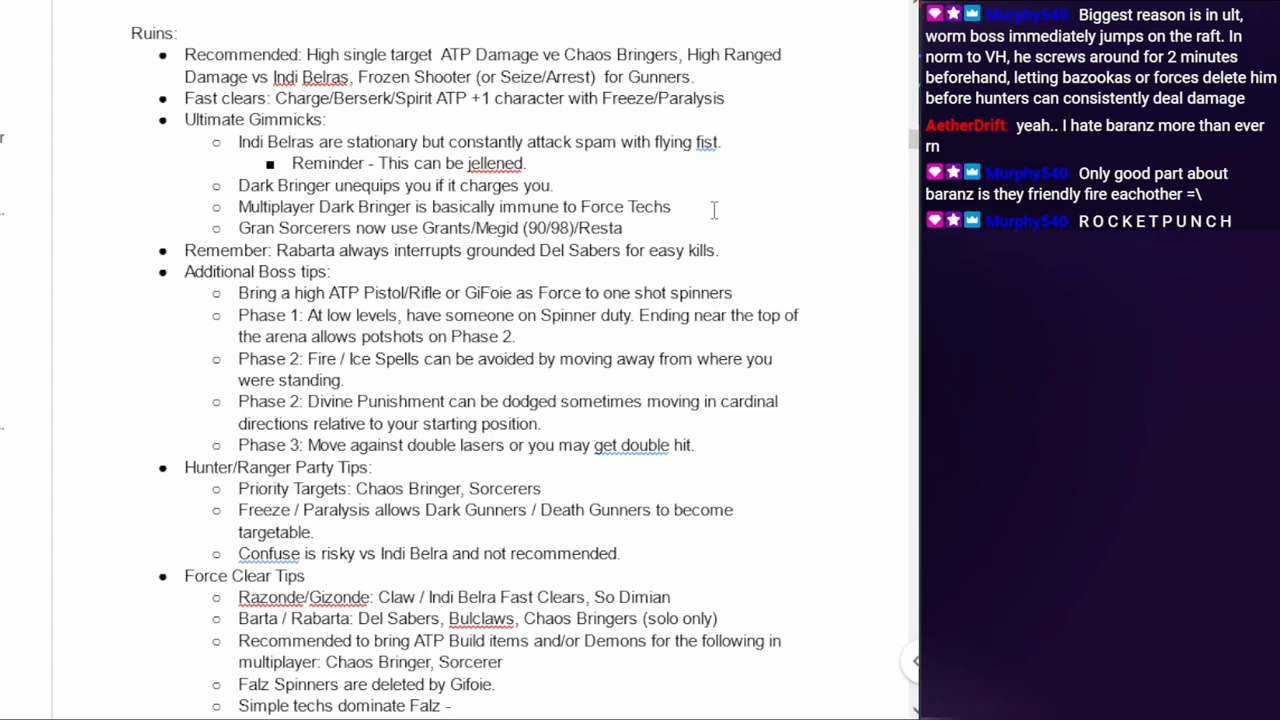 Ruins:
● Recommended: High single target  ATP Damage ve Chaos Bringers, High Ranged
Damage vs Indi Belras, Frozen Shooter (or Seize/Arrest)  for Gunners.
● Fast clears: Charge/Berserk/Spirit ATP +1 character with Freeze/Paralysis
● Ultimate Gimmicks:
○ Indi Belras are stationary but constantly attack spam with flying fist.
■ Reminder - This can be jellened.
○ Dark Bringer unequips you if it charges you.
○ Multiplayer Dark Bringer is basically immune to Force Techs
○ Gran Sorcerers now use Grants/Megid (90/98)/Resta
● Remember: Rabarta always interrupts grounded Del Sabers for easy kills.
● Additional Boss tips:
○ Bring a high ATP Pistol/Rifle or GiFoie as Force to one shot spinners
○ Phase 1: At low levels, have someone on Spinner duty. Ending near the top of
the arena allows potshots on Phase 2.
○ Phase 2: Fire / Ice Spells can be avoided by moving away from where you
were standing.
○ Phase 2: Divine Punishment can be dodged sometimes moving in cardinal
directions relative to your starting position.
○ Phase 3: Move against double lasers or you may get double hit.
● Hunter/Ranger Party Tips:
○ Priority Targets: Chaos Bringer, Sorcerers
○ Freeze / Paralysis allows Dark Gunners / Death Gunners to become
targetable.
○ Confuse is risky vs Indi Belra and not recommended.
● Force Clear Tips
○ Razonde/Gizonde: Claw / Indi Belra Fast Clears, So Dimian
○ Barta / Rabarta: Del Sabers, Bulclaws, Chaos Bringers (solo only)
○ Recommended to bring ATP Build items and/or Demons for the following in
multiplayer: Chaos Bringer, Sorcerer
○ Falz Spinners are deleted by Gifoie.
○ Simple techs dominate Falz -
Murphy540 Biggest reason is in ult,
worm boss immediately jumps on the raft. In
norm to VH, he screws around for 2 minutes
beforehand, letting bazookas or forces delete him
before hunters can consistently deal damage
AetherDrift: yeah.. I hate baranz more than ever
rn
Murphy540 Only good part about
baranz is they friendly fire eachother =\
Murphy540 R O C K E T P U N C H